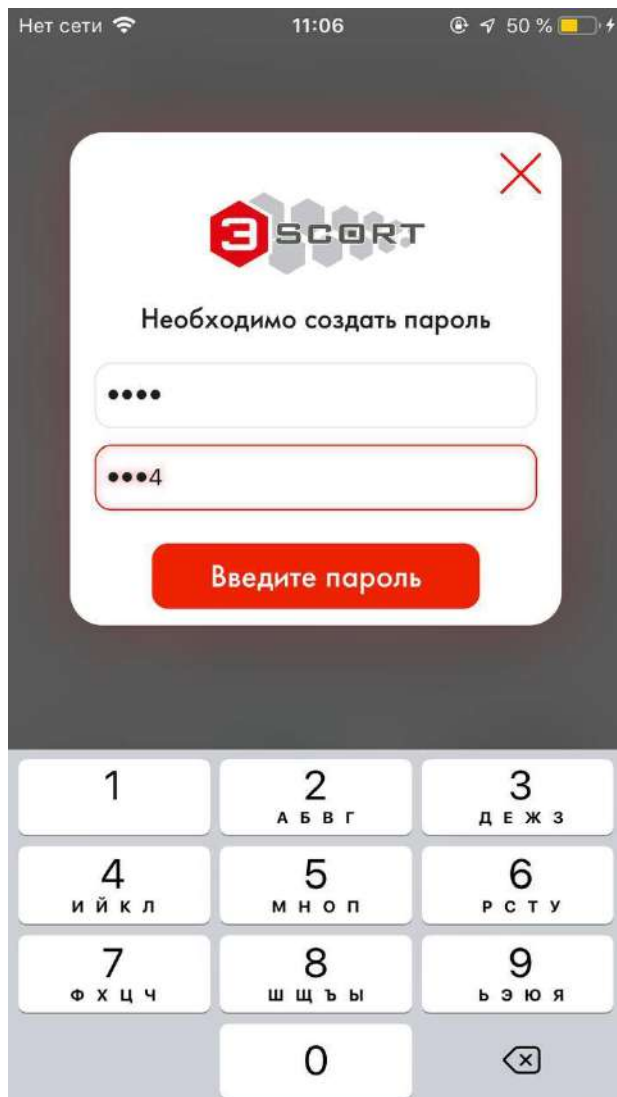 Нет сети 11:06 50 %
3SCORT
Необходимо создать пароль
••••
•••4
Введите пароль
1 2 3
А Б В Г Д Е Ж З
4 5 6
И Й К Л М Н О П Р С Т У
7 8 9
Ф Х Ц Ч Ш Щ Ъ Ы Ь Э Ю Я
0